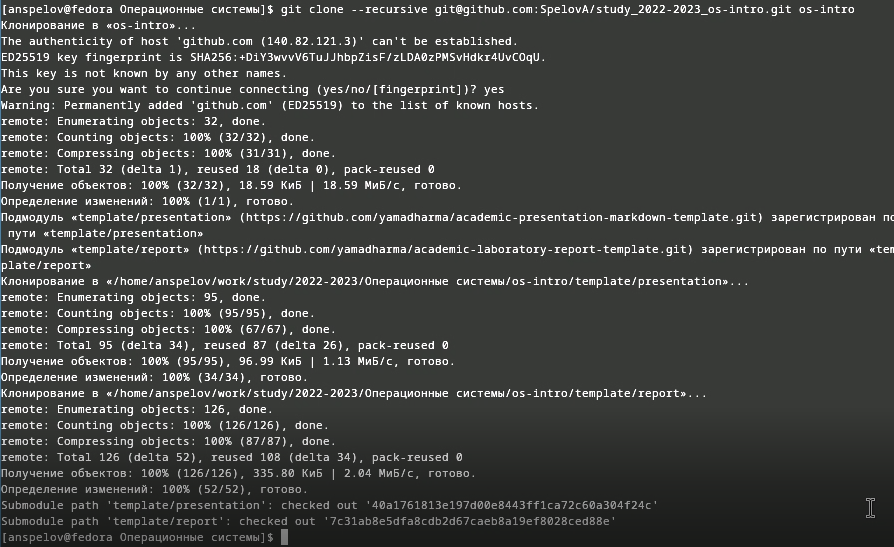 [anspelov@fedora Операционные системы]$ git clone --recursive git@github.com:SpelovA/study_2022-2023_os-intro.git os-intro
Клонирование в «os-intro»...
The authenticity of host 'github.com (140.82.121.3)' can't be established.
ED25519 key fingerprint is SHA256:+DiY3wvvV6TuJJhbpZisF/zLDA0zPMSvHdkr4UvCOqU.
This key is not known by any other names.
Are you sure you want to continue connecting (yes/no/[fingerprint])? yes
Warning: Permanently added 'github.com' (ED25519) to the list of known hosts.
remote: Enumerating objects: 32, done.
remote: Counting objects: 100% (32/32), done.
remote: Compressing objects: 100% (31/31), done.
remote: Total 32 (delta 1), reused 18 (delta 0), pack-reused 0
Получение объектов: 100% (32/32), 18.59 КиБ | 18.59 МиБ/с, готово.
Определение изменений: 100% (1/1), готово.
Подмодуль «template/presentation» (https://github.com/yamadharma/academic-presentation-markdown-template.git) зарегистрирован по
пути «template/presentation»
Подмодуль «template/report» (https://github.com/yamadharma/academic-laboratory-report-template.git) зарегистрирован по пути «tem
plate/report»
Клонирование в «/home/anspelov/work/study/2022-2023/Операционные системы/os-intro/template/presentation»...
remote: Enumerating objects: 95, done.
remote: Counting objects: 100% (95/95), done.
remote: Compressing objects: 100% (67/67), done.
remote: Total 95 (delta 34), reused 87 (delta 26), pack-reused 0
Получение объектов: 100% (95/95), 96.99 КиБ | 1.13 МиБ/с, готово.
Определение изменений: 100% (34/34), готово.
Клонирование в «/home/anspelov/work/study/2022-2023/Операционные системы/os-intro/template/report»...
remote: Enumerating objects: 126, done.
remote: Counting objects: 100% (126/126), done.
remote: Compressing objects: 100% (87/87), done.
remote: Total 126 (delta 52), reused 108 (delta 34), pack-reused 0
Получение объектов: 100% (126/126), 335.80 КиБ | 2.04 МиБ/с, готово.
Определение изменений: 100% (52/52), готово.
Submodule path 'template/presentation': checked out '40a1761813e197d00e8443ff1ca72c60a304f24c'
Submodule path 'template/report': checked out '7c31ab8e5dfa8cdb2d67caeb8a19ef8028ced88e'
[anspelov@fedora Операционные системы]$